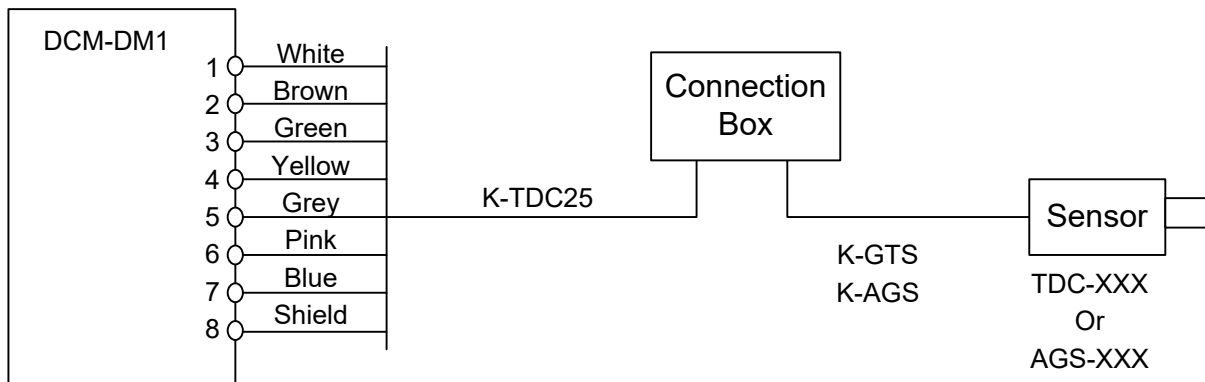 DCM-DM1
1 White
2 Brown
3 Green
4 Yellow
5 Grey
6 Pink
7 Blue
8 Shield
K-TDC25
Connection
Box
K-GTS
K-AGS
Sensor
TDC-XXX
Or
AGS-XXX